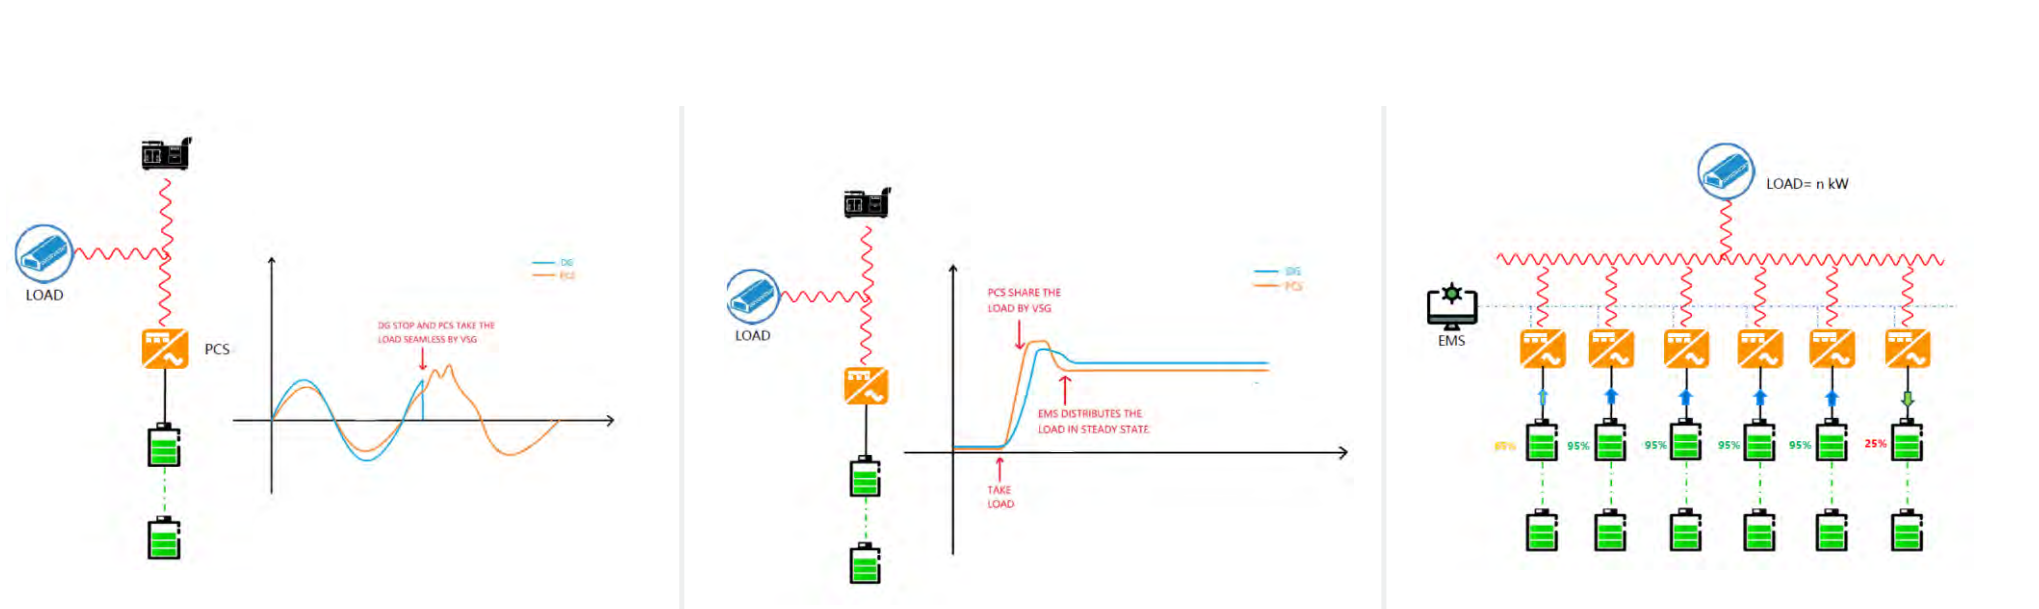 LOAD
PCS
DG
PCS
DG STOP AND PCS TAKE THE
LOAD SEAMLESS BY VSG
LOAD
DG
PCS
PCS SHARE THE
LOAD BY VSG
EMS DISTRIBUTES THE
LOAD IN STEADY STATE
TAKE
LOAD
LOAD= n kW
EMS
95%
95%
95%
95%
25%